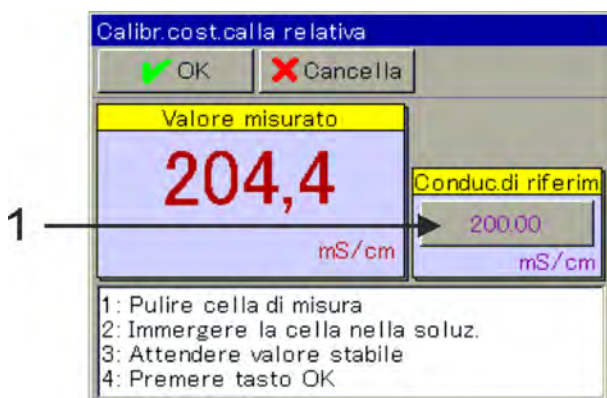 Calibr.cost.calla relativa
OK Cancella
Valore misurato
204,4
mS/cm
Conduc.di riferim
1
200.00
mS/cm
1: Pulire cella di misura
2: Immergere la cella nella soluz.
3: Attendere valore stabile
4: Premere tasto OK